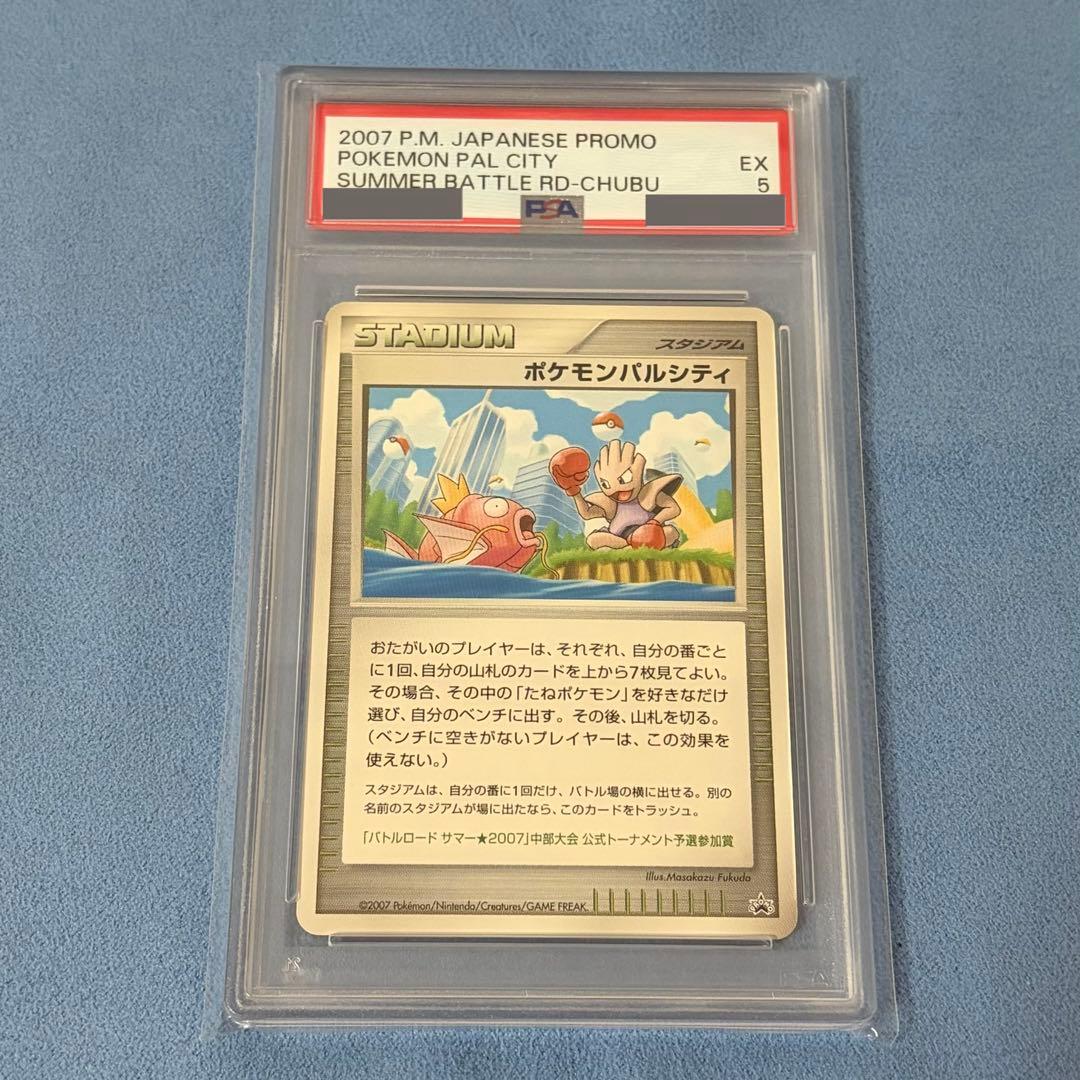 2007 P.M. JAPANESE PROMO
POKEMON PAL CITY EX
SUMMER BATTLE RD-CHUBU 5
PSA
STADIUM スタジアム
ポケモンパルシティ
おたがいのプレイヤーは、それぞれ、自分の番ごと
に1回、自分の山札のカードを上から7枚見てよい。
その場合、その中の「たねポケモン」を好きなだけ
選び、自分のベンチに出す。その後、山札を切る。
（ベンチに空きがないプレイヤーは、この効果を
使えない。）
スタジアムは、自分の番に1回だけ、バトル場の横に出せる。別の
名前のスタジアムが場に出たなら、このカードをトラッシュ。
「バトルロード サマー★2007」中部大会 公式トーナメント予選参加賞
Illus.Masakazu Fukuda
©2007 Pokémon/Nintendo/Creatures/GAME FREAK.
PSA